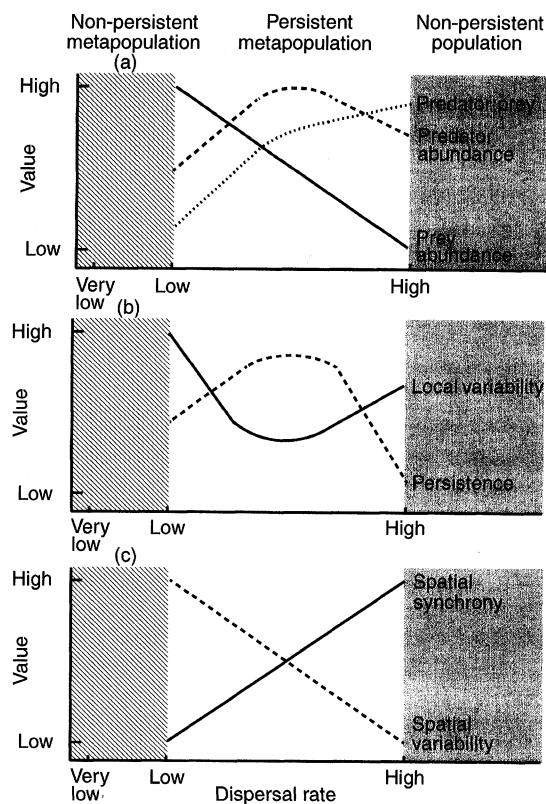 Non-persistent Persistent Non-persistent
metapopulation metapopulation population
(a)
High
Predator:prey
Predator
abundance
Value
Low
Prey
abundance
Very
low
Low
High
(b)
High
Local variability
Value
Persistence
Low
Very
low
Low
High
(c)
High
Spatial
synchrony
Value
Spatial
variability
Low
Very
low
Low
High
Dispersal rate